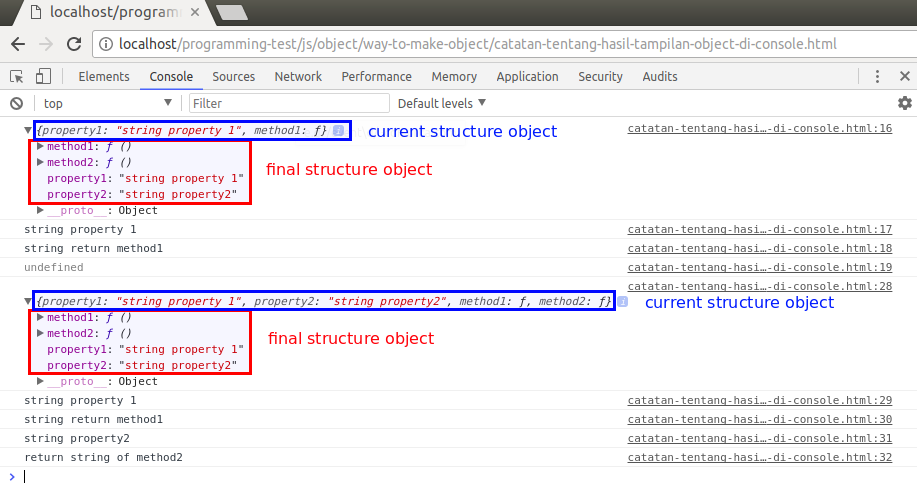 localhost/program
localhost/programming-test/js/object/way-to-make-object/catatan-tentang-hasil-tampilan-object-di-console.html
Elements Console Sources Network Performance Memory Application Security Audits
top Filter Default levels
{property1: "string property 1", method1: ƒ} i current structure object catatan-tentang-hasi…-di-console.html:16
method1: ƒ ()
method2: ƒ ()
final structure object
property1: "string property 1"
property2: "string property2"
__proto__: Object
string property 1 catatan-tentang-hasi…-di-console.html:17
string return method1 catatan-tentang-hasi…-di-console.html:18
undefined catatan-tentang-hasi…-di-console.html:19
catatan-tentang-hasi…-di-console.html:28
{property1: "string property 1", property2: "string property2", method1: ƒ, method2: ƒ} i current structure object
method1: ƒ ()
method2: ƒ ()
final structure object
property1: "string property 1"
property2: "string property2"
__proto__: Object
string property 1 catatan-tentang-hasi…-di-console.html:29
string return method1 catatan-tentang-hasi…-di-console.html:30
string property2 catatan-tentang-hasi…-di-console.html:31
return string of method2 catatan-tentang-hasi…-di-console.html:32